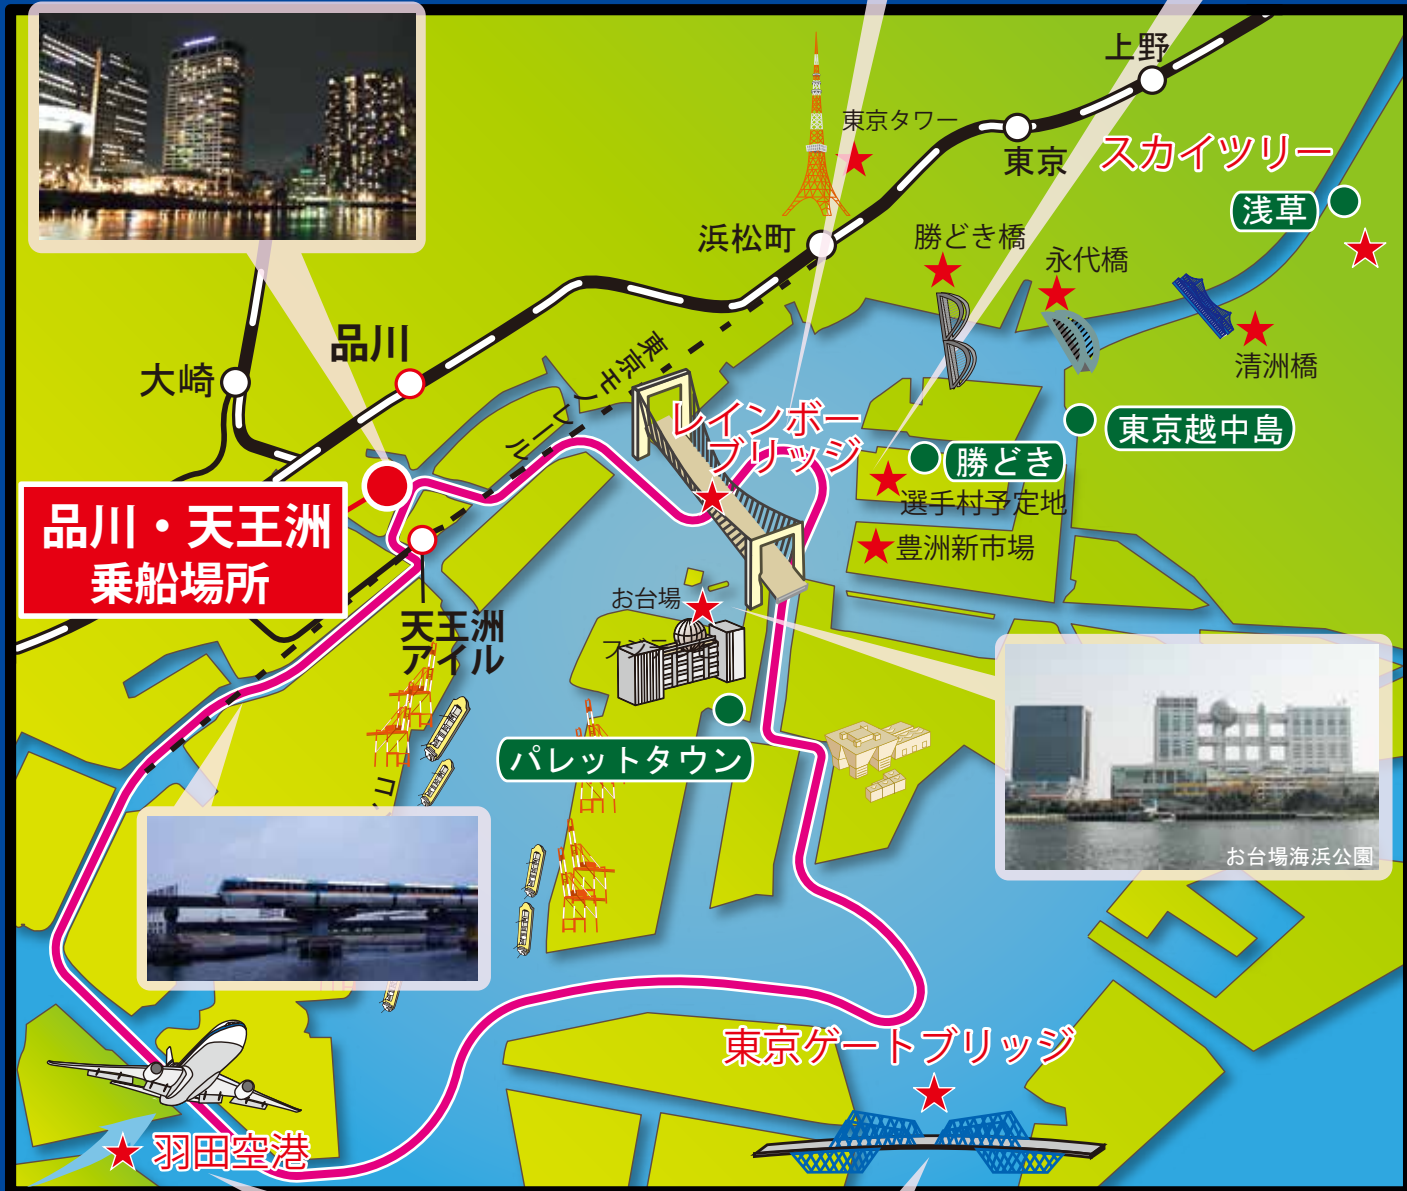 上野
東京タワー
東京
スカイツリー
浅草
浜松町
勝どき橋
永代橋
清洲橋
品川
大崎
東京モノレール
レインボー
ブリッジ
東京越中島
勝どき
選手村予定地
豊洲新市場
品川・天王洲
乗船場所
天王洲
アイル
お台場
パレットタウン
お台場海浜公園
東京ゲートブリッジ
羽田空港